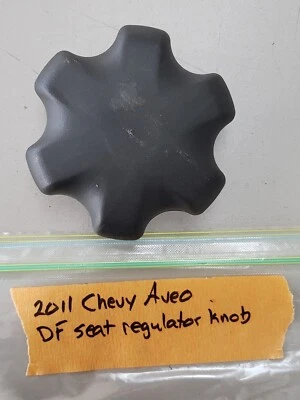 2011 Chevy Aveo
DF seat regulator knob